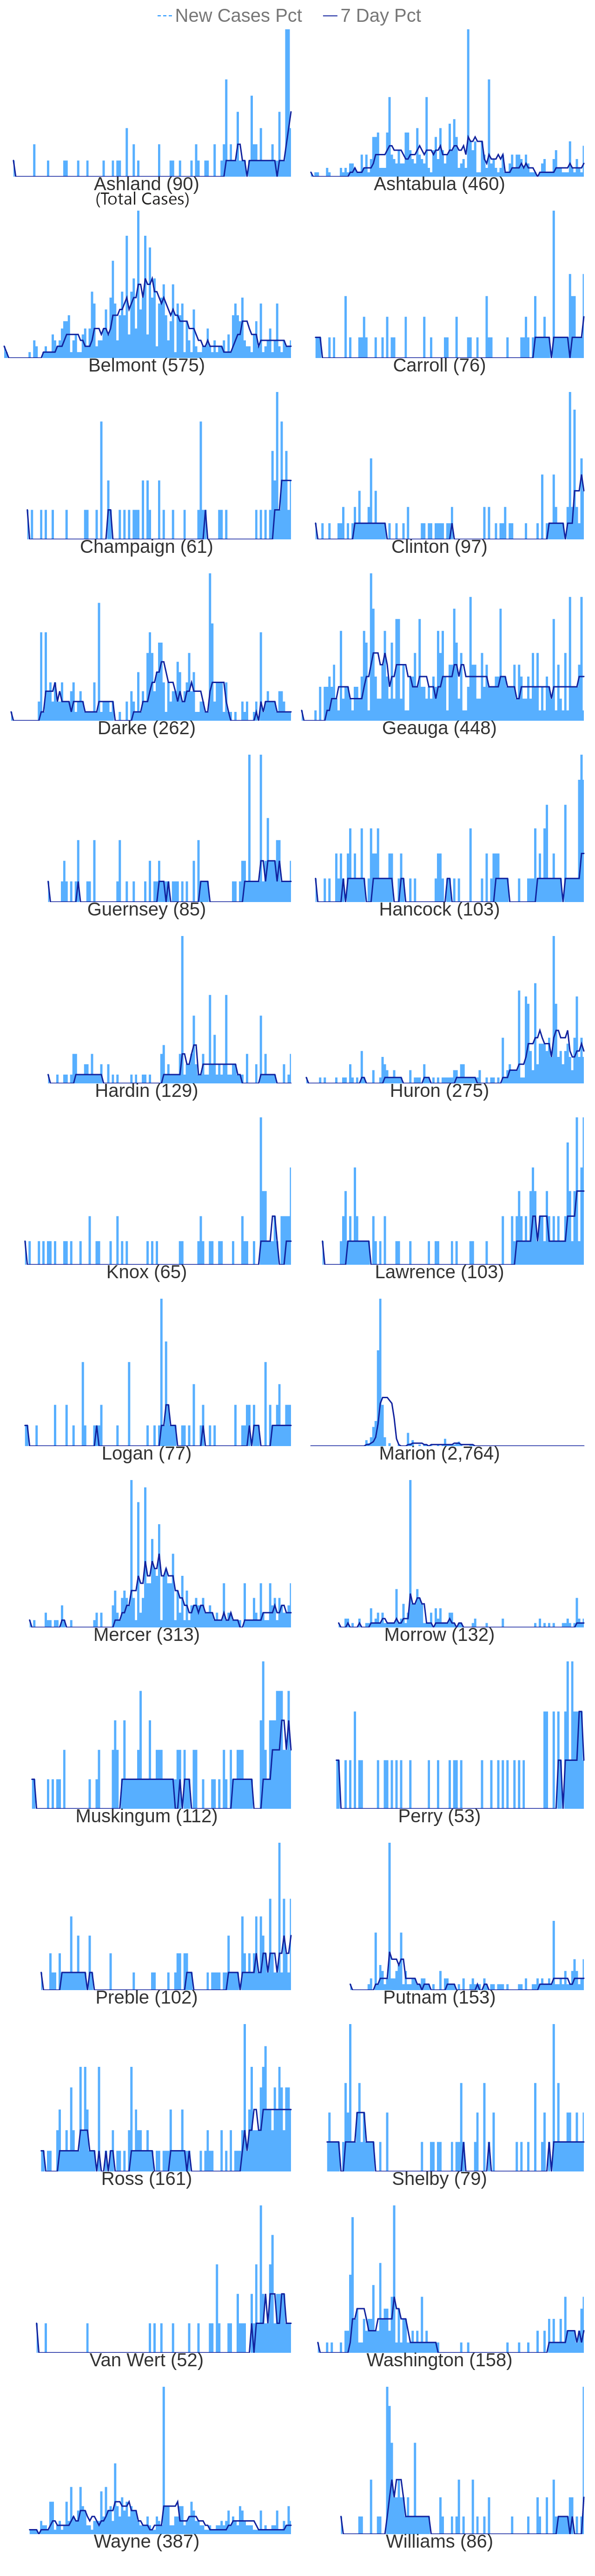 New Cases Pct 7 Day Pct
Ashland (90) Ashtabula (460)
(Total Cases)
Belmont (575) Carroll (76)
Champaign (61) Clinton (97)
Darke (262) Geauga (448)
Guernsey (85) Hancock (103)
Hardin (129) Huron (275)
Knox (65) Lawrence (103)
Logan (77) Marion (2,764)
Mercer (313) Morrow (132)
Muskingum (112) Perry (53)
Preble (102) Putnam (153)
Ross (161) Shelby (79)
Van Wert (52) Washington (158)
Wayne (387) Williams (86)